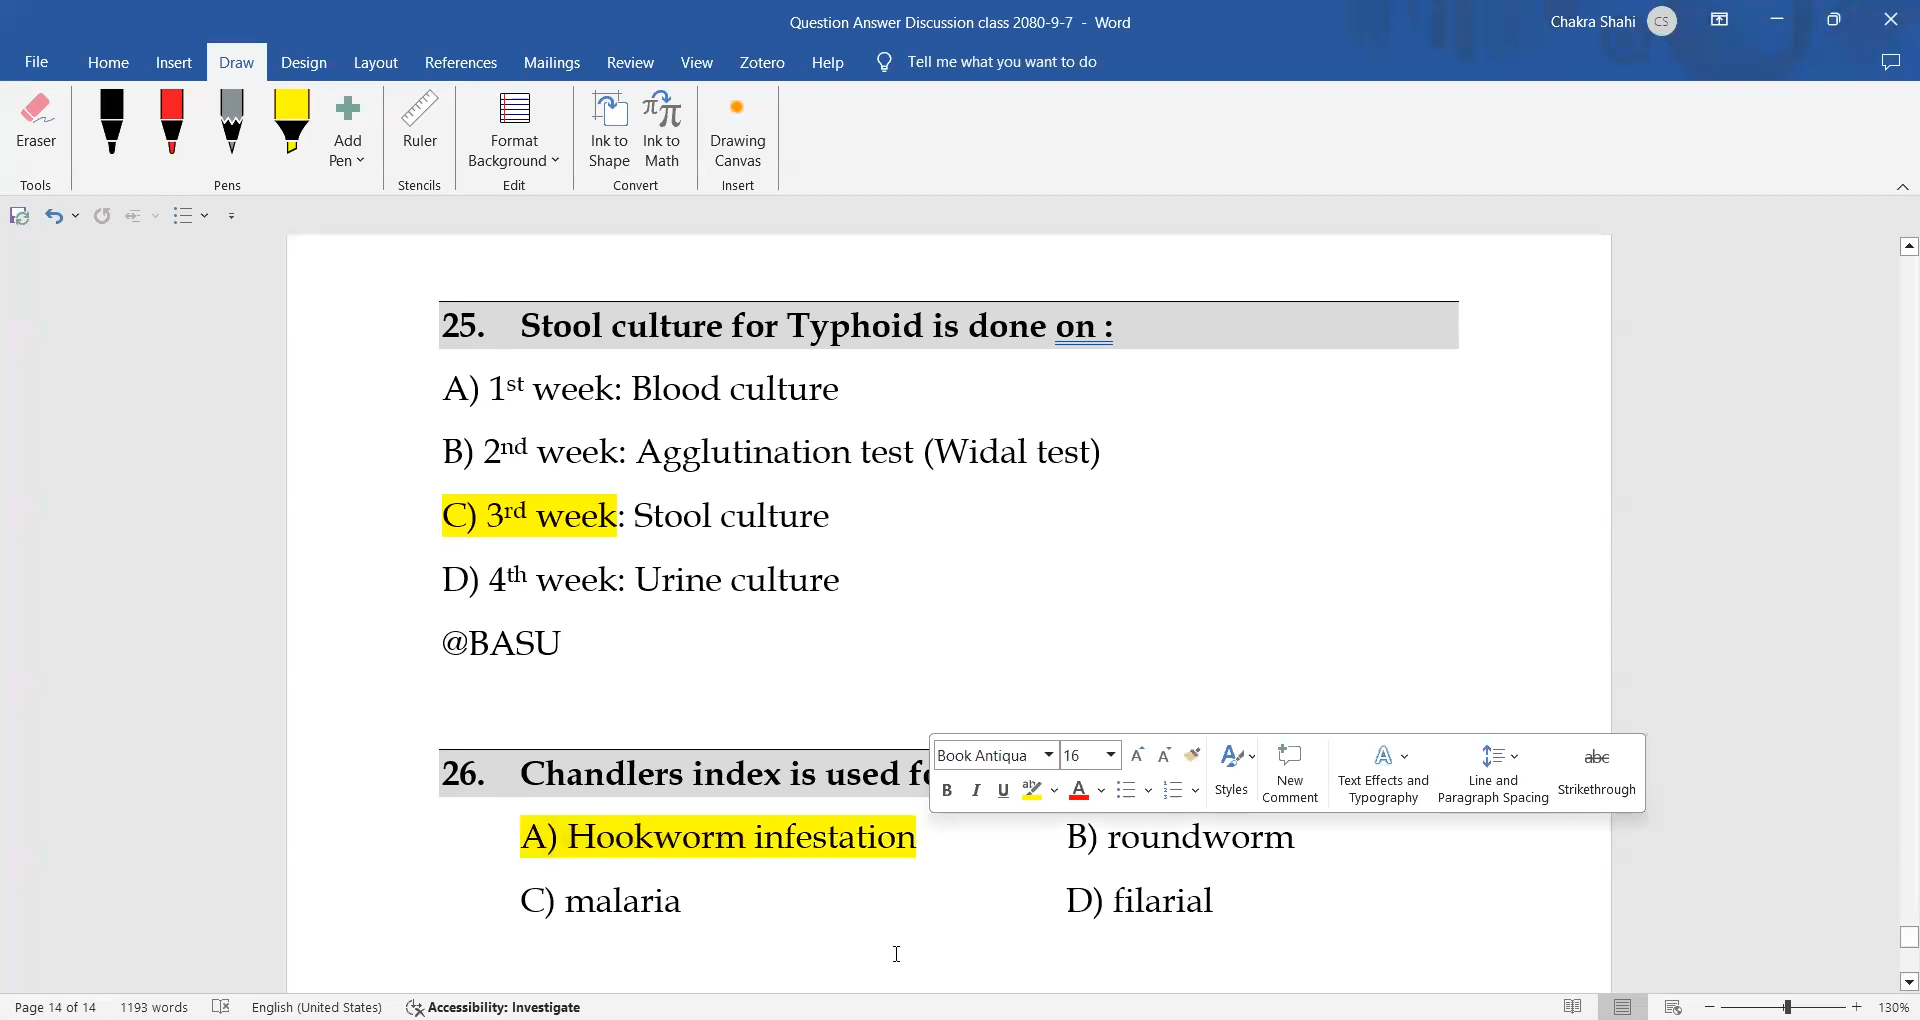 Question Answer Discussion class 2080-9-7 - Word
Chakra Shahi CS
File Home Insert Draw Design Layout References Mailings Review View Zotero Help Tell me what you want to do
Eraser
Add Pen
Ruler
Format Background
Ink to Shape
Ink to Math
Drawing Canvas
Tools Pens Stencils Edit Convert Insert
25. Stool culture for Typhoid is done on :
A) 1st week: Blood culture
B) 2nd week: Agglutination test (Widal test)
C) 3rd week: Stool culture
D) 4th week: Urine culture
@BASU
26. Chandlers index is used
Book Antiqua 16
B I U
Styles
New Comment
Text Effects and Typography
Line and Paragraph Spacing
abc Strikethrough
A) Hookworm infestation B) roundworm
C) malaria D) filarial
Page 14 of 14 1193 words English (United States) Accessibility: Investigate 130%